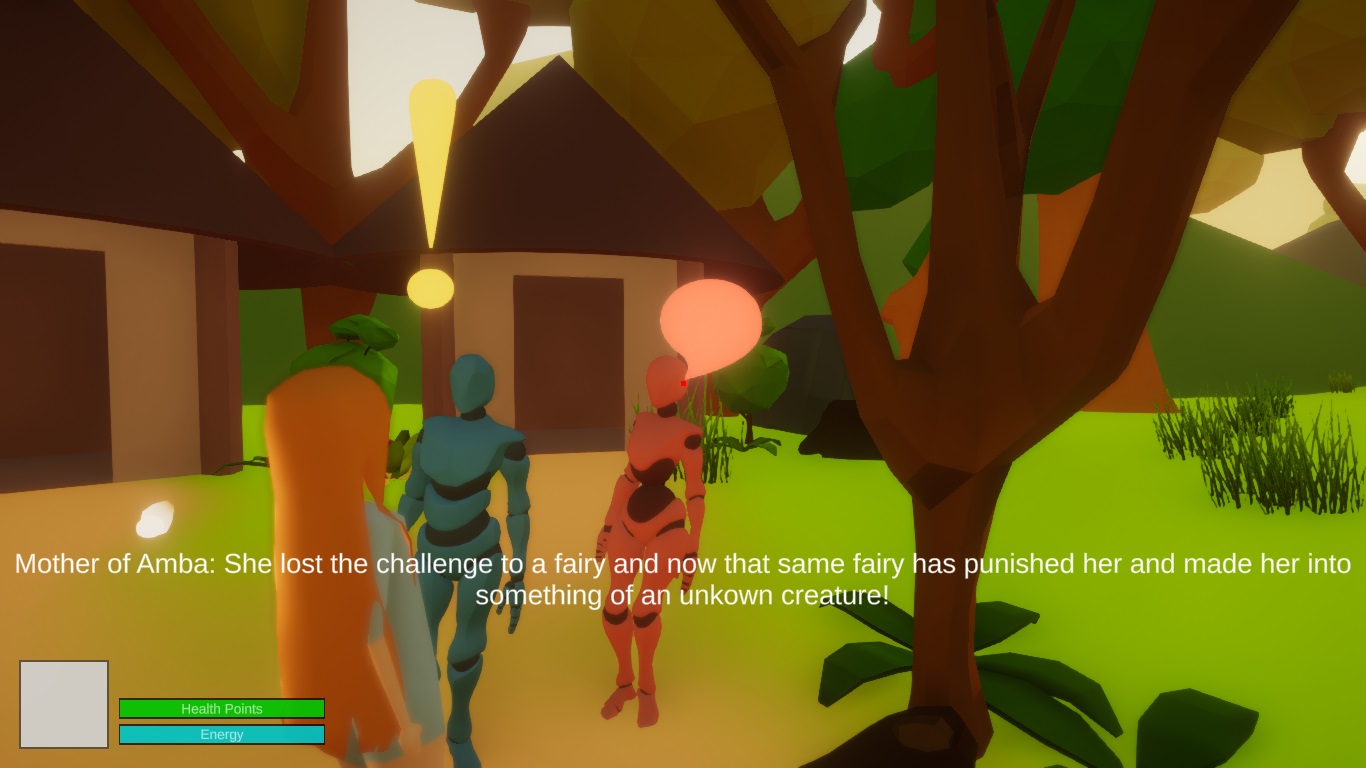 Mother of Amba: She lost the challenge to a fairy and now that same fairy has punished her and made her into
something of an unkown creature!
Health Points
Energy